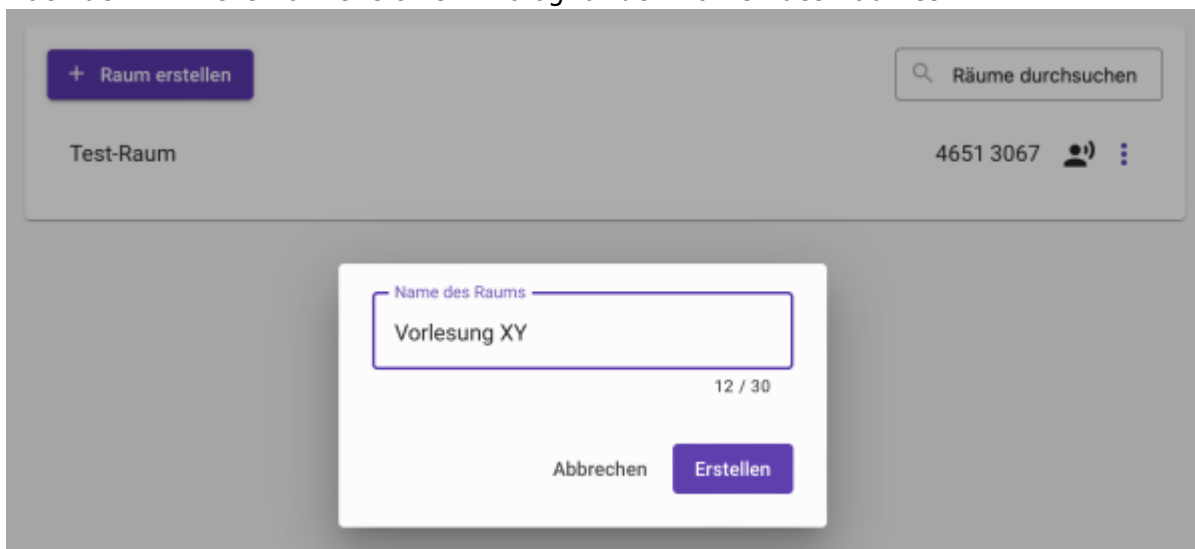 + Raum erstellen
Räume durchsuchen
Test-Raum
4651 3067
Name des Raums
Vorlesung XY
12 / 30
Abbrechen
Erstellen